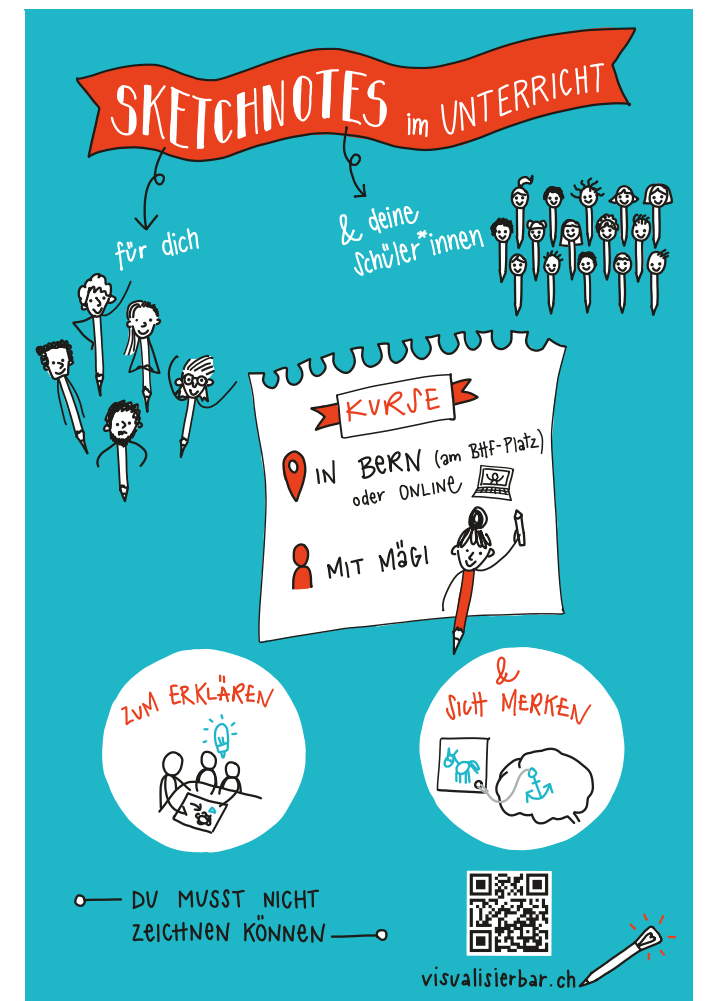 SKETCHNOTES im UNTERRICHT
für dich
& deine
Schüler*innen
KURSE
IN BERN (am BHf-Platz)
oder ONLINE
MIT MÄGI
ZUM ERKLÄREN
&
SICH MERKEN
DU MUSST NICHT
ZEICHNEN KÖNNEN
visualisierbar.ch